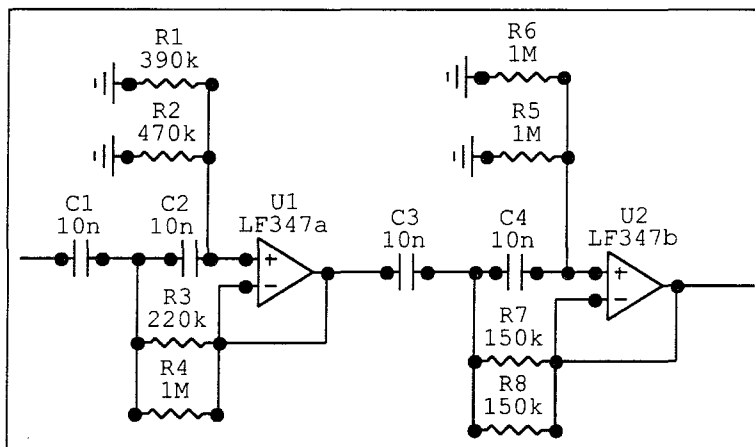 R1
390k
R2
470k
C1
10n
C2
10n
U1
LF347a
+
−
R3
220k
R4
1M
C3
10n
C4
10n
R6
1M
R5
1M
U2
LF347b
+
−
R7
150k
R8
150k